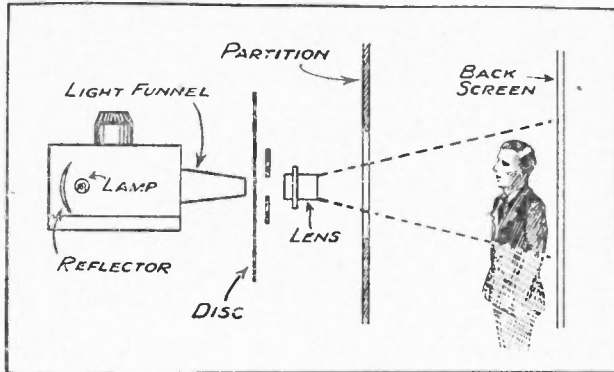 PARTITION
BACK
SCREEN
LIGHT FUNNEL
LAMP
LENS
REFLECTOR
DISC